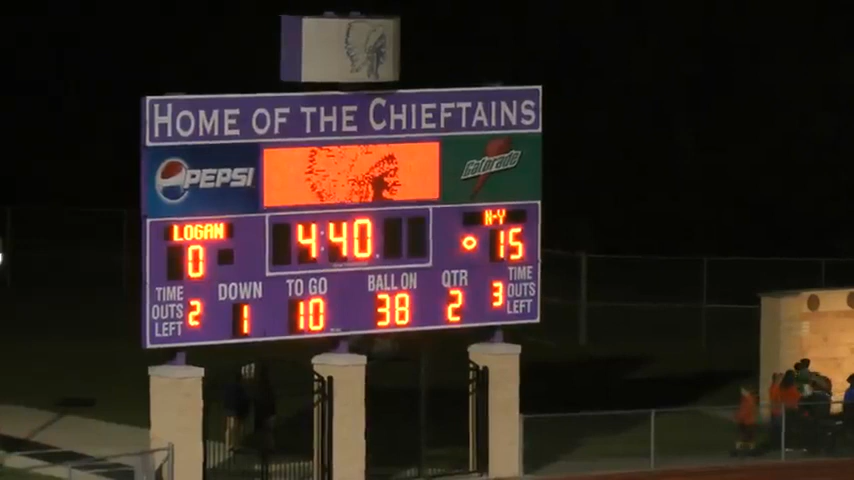 HOME OF THE CHIEFTAINS
PEPSI
Gatorade
LOGAN
N-Y
0
4:40
15
DOWN
TO GO
BALL ON
QTR
TIME OUTS LEFT
2
1
10
38
2
3
TIME OUTS LEFT